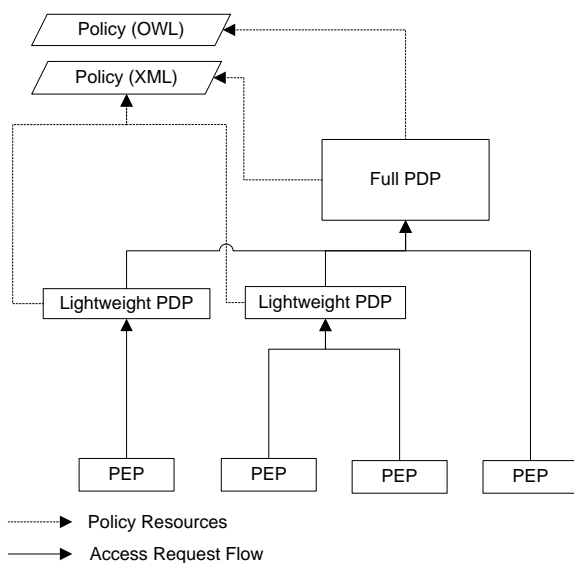 Policy (OWL)
Policy (XML)
Full PDP
Lightweight PDP
Lightweight PDP
PEP
PEP
PEP
PEP
Policy Resources
Access Request Flow